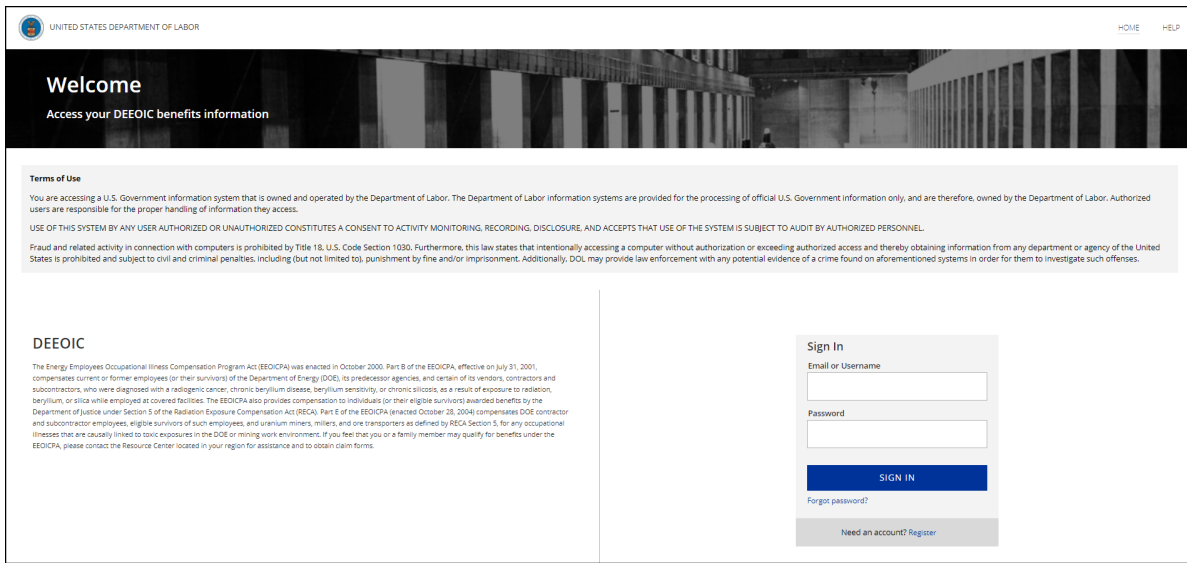 UNITED STATES DEPARTMENT OF LABOR
HOME HELP
Welcome
Access your DEEOIC benefits information
Terms of Use
You are accessing a U.S. Government information system that is owned and operated by the Department of Labor. The Department of Labor information systems are provided for the processing of official U.S. Government information only, and are therefore, owned by the Department of Labor. Authorized
users are responsible for the proper handling of information they access.
USE OF THIS SYSTEM BY ANY USER AUTHORIZED OR UNAUTHORIZED CONSTITUTES A CONSENT TO ACTIVITY MONITORING, RECORDING, DISCLOSURE, AND ACCEPTS THAT USE OF THE SYSTEM IS SUBJECT TO AUDIT BY AUTHORIZED PERSONNEL.
Fraud and related activity in connection with computers is prohibited by Title 18, U.S. Code Section 1030. Furthermore, this law states that intentionally accessing a computer without authorization or exceeding authorized access and thereby obtaining information from any department or agency of the United
States is prohibited and subject to civil and criminal penalties, including (but not limited to), punishment by fine and/or imprisonment. Additionally, DOL may provide law enforcement with any potential evidence of a crime found on aforementioned systems in order for them to investigate such offenses.
DEEOIC
The Energy Employees Occupational Illness Compensation Program Act (EEOICPA) was enacted in October 2000. Part B of the EEOICPA, effective on July 31, 2001,
compensates current or former employees (or their survivors) of the Department of Energy (DOE), its predecessor agencies, and certain of its vendors, contractors and
subcontractors, who were diagnosed with a radiogenic cancer, chronic beryllium disease, beryllium sensitivity, or chronic silicosis, as a result of exposure to radiation,
beryllium, or silica while employed at covered facilities. The EEOICPA also provides compensation to individuals (or their eligible survivors) awarded benefits by the
Department of Justice under Section 5 of the Radiation Exposure Compensation Act (RECA). Part E of the EEOICPA (enacted October 28, 2004) compensates DOE contractor
and subcontractor employees, eligible survivors of such employees, and uranium miners, millers, and ore transporters as defined by RECA Section 5, for any occupational
illnesses that are causally linked to toxic exposures in the DOE or mining work environment. If you feel that you or a family member may qualify for benefits under the
EEOICPA, please contact the Resource Center located in your region for assistance and to obtain claim forms.
Sign In
Email or Username
Password
SIGN IN
Forgot password?
Need an account? Register